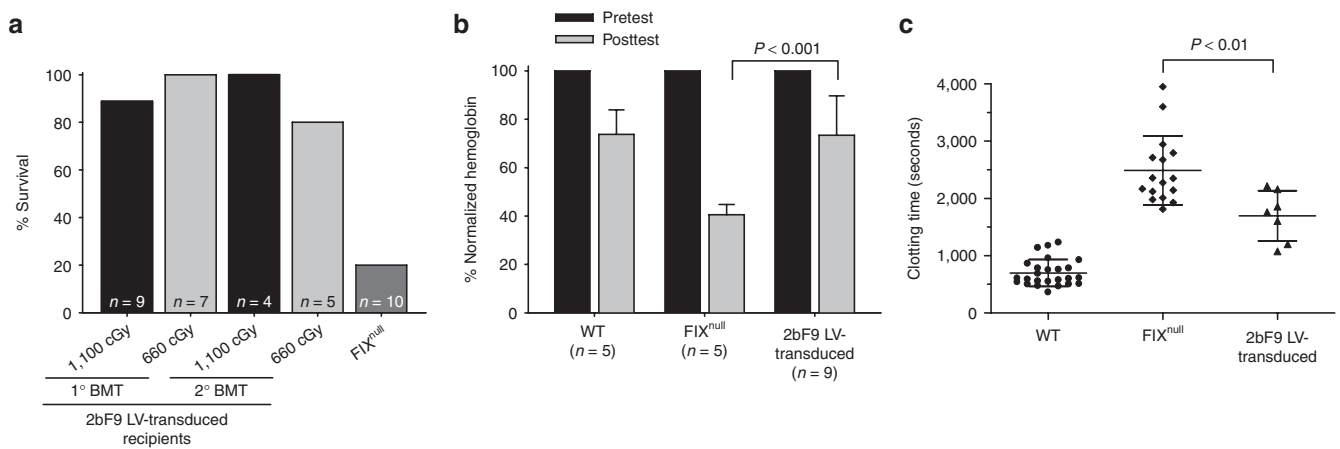 a
% Survival
100
80
60
40
20
0
n = 9
n = 7
n = 4
n = 5
n = 10
1,100 cGy
660 cGy
1,100 cGy
660 cGy
FIXnull
1° BMT
2° BMT
2bF9 LV-transduced
recipients
b
Pretest
Posttest
P < 0.001
% Normalized hemoglobin
100
80
60
40
20
0
WT
(n = 5)
FIXnull
(n = 5)
2bF9 LV-
transduced
(n = 9)
c
P < 0.01
Clotting time (seconds)
4,000
3,000
2,000
1,000
0
WT
FIXnull
2bF9 LV-
transduced